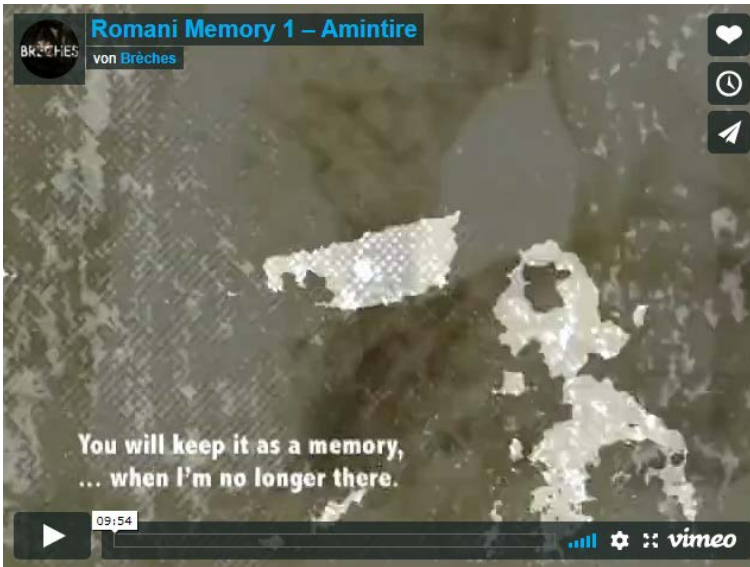 BRÈCHES
Romani Memory 1 – Amintire
von Brèches
You will keep it as a memory,
... when I'm no longer there.
09:54
vimeo